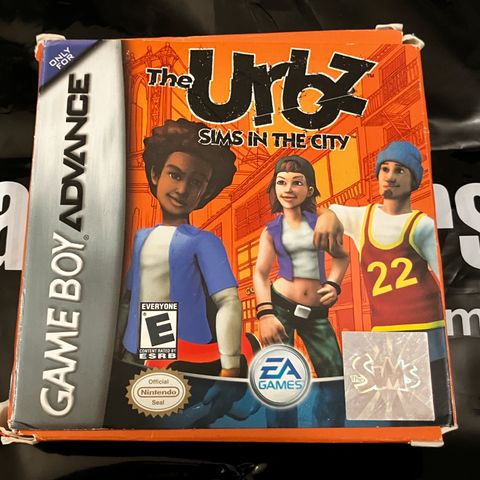 ONLY
FOR
GAME BOY ADVANCE
The Urbz™
SIMS IN THE CITY
22
EVERYONE
E
CONTENT RATED BY
ESRB
Official
Nintendo
Seal
EA
GAMES
The SIMS